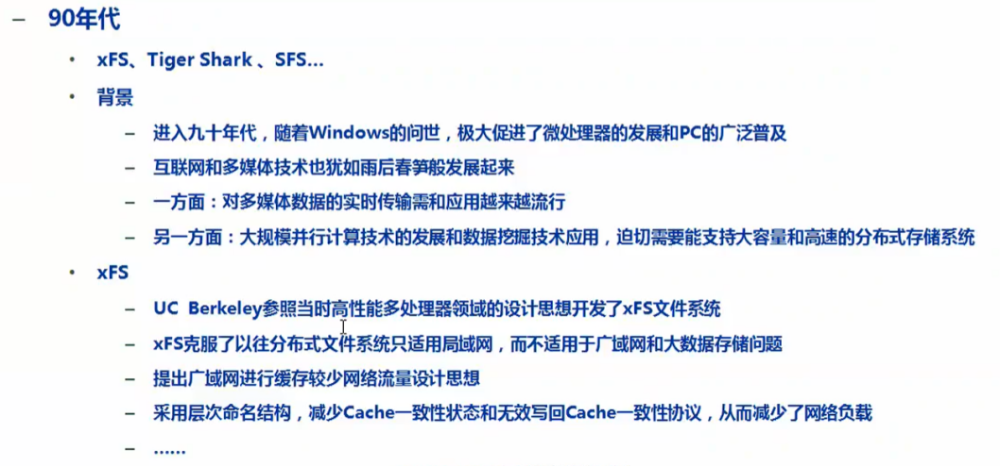 – 90年代
• xFS、Tiger Shark 、SFS...
• 背景
– 进入九十年代，随着Windows的问世，极大促进了微处理器的发展和PC的广泛普及
– 互联网和多媒体技术也犹如雨后春笋般发展起来
– 一方面：对多媒体数据的实时传输需和应用越来越流行
– 另一方面：大规模并行计算技术的发展和数据挖掘技术应用，迫切需要能支持大容量和高速的分布式存储系统
• xFS
– UC Berkeley参照当时高性能多处理器领域的设计思想开发了xFS文件系统
– xFS克服了以往分布式文件系统只适用局域网，而不适用于广域网和大数据存储问题
– 提出广域网进行缓存较少网络流量设计思想
– 采用层次命名结构，减少Cache一致性状态和无效写回Cache一致性协议，从而减少了网络负载
– ......